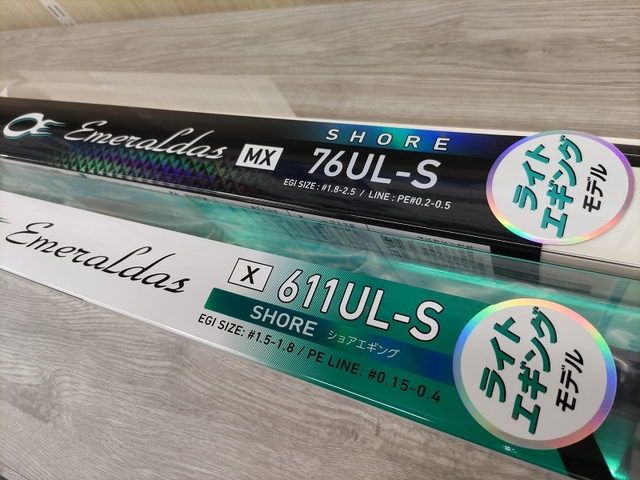 Emeraldas
MX
SHORE
76UL-S
EGI SIZE : #1.8-2.5 / LINE : PE#0.2-0.5
ライト
エギング
モデル
Emeraldas
X
611UL-S
SHORE ショアエギング
EGI SIZE: #1.5-1.8 / PE LINE: #0.15-0.4
ライト
エギング
モデル